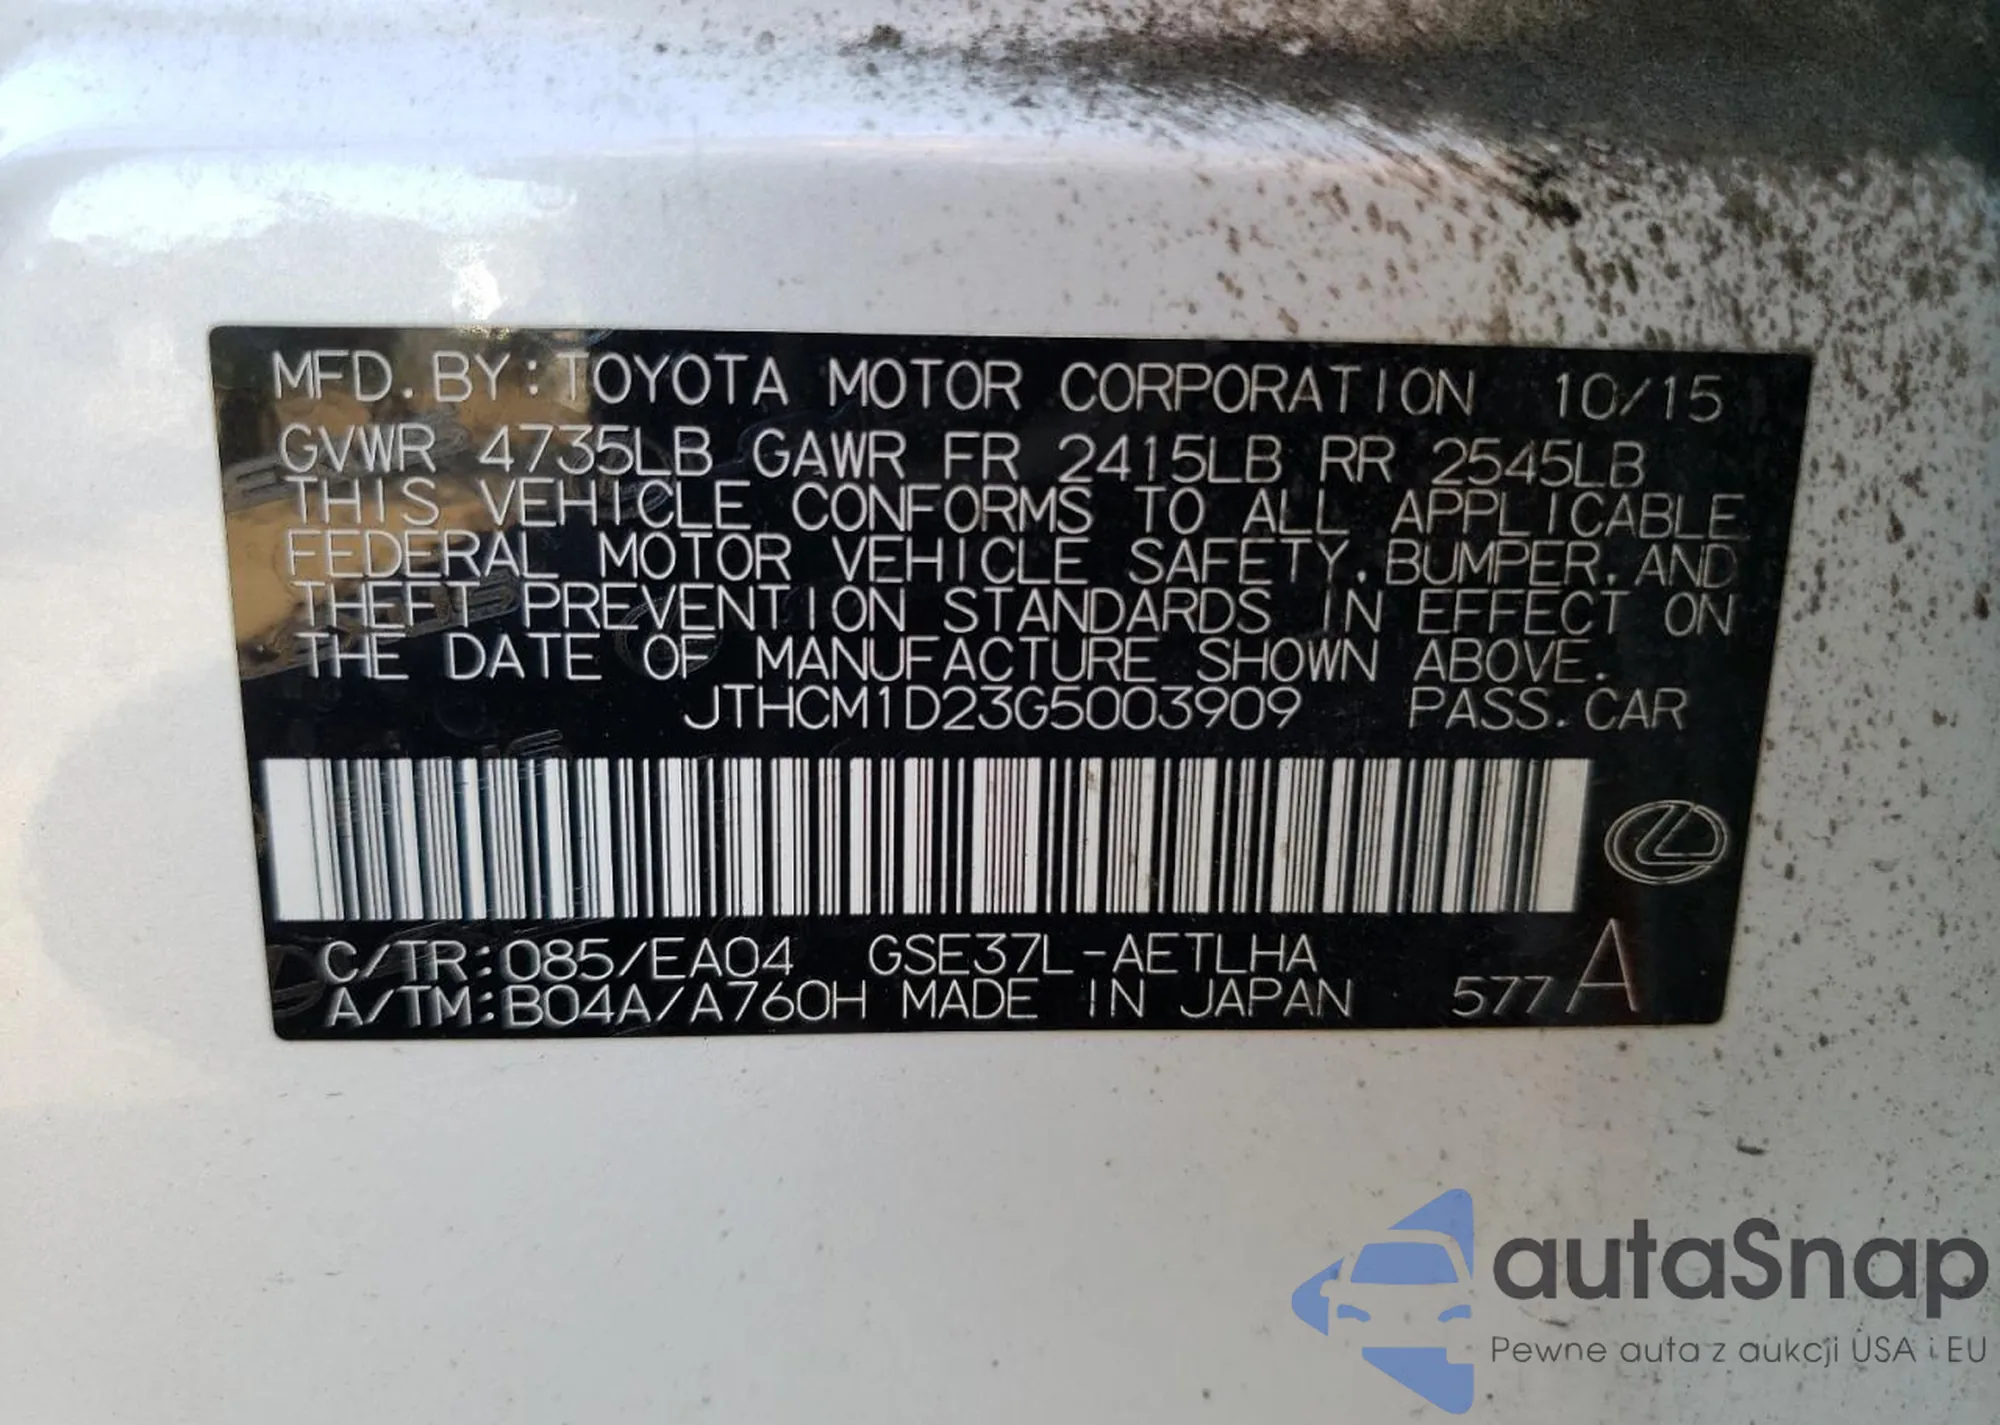 MFD. BY: TOYOTA MOTOR CORPORATION 10/15
GVWR 4735LB GAWR FR 2415LB RR 2545LB
THIS VEHICLE CONFORMS TO ALL APPLICABLE
FEDERAL MOTOR VEHICLE SAFETY, BUMPER, AND
THEFT PREVENTION STANDARDS IN EFFECT ON
THE DATE OF MANUFACTURE SHOWN ABOVE.
JTHCM1D23G5003909 PASS. CAR
C/TR: 085/EA04 GSE37L-AETLHA
A/TM: B04A/A760H MADE IN JAPAN 577 A
autaSnap
Pewne auta z aukcji USA i EU